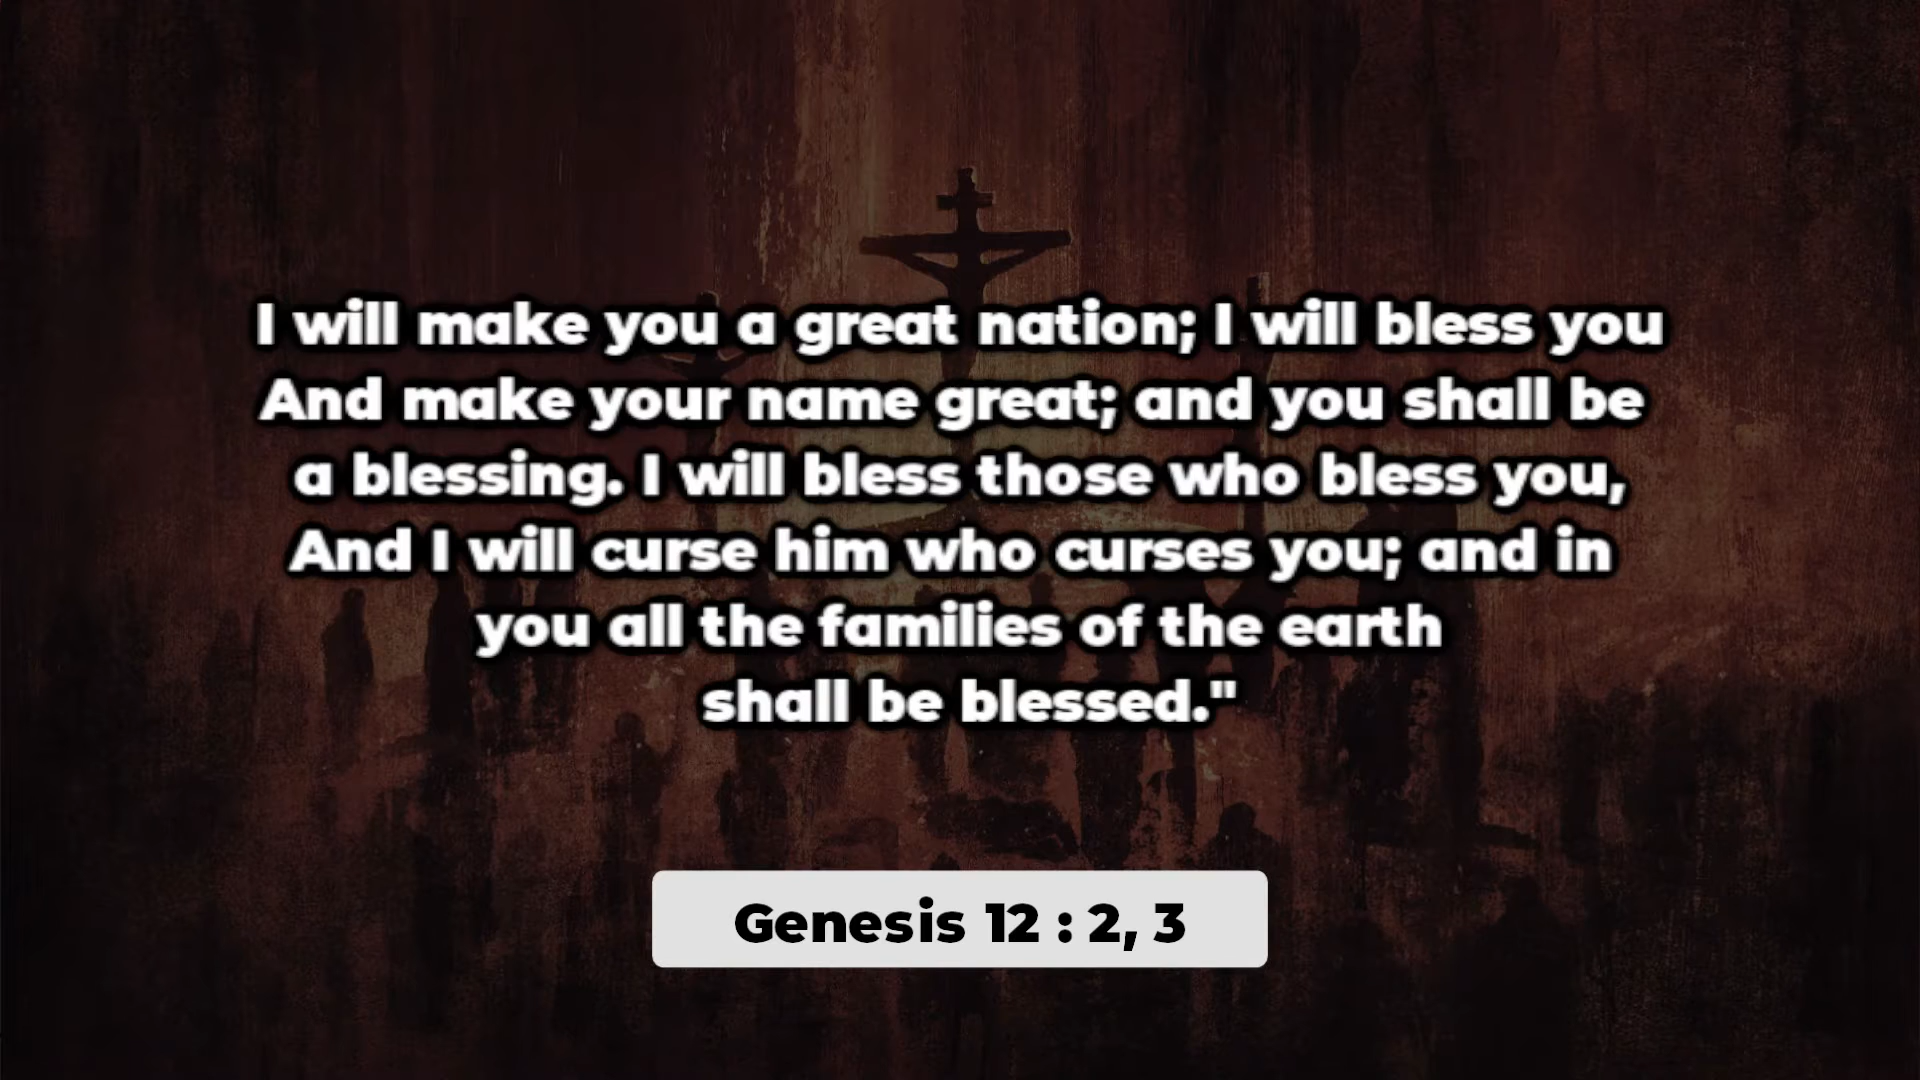 I will make you a great nation; I will bless you
And make your name great; and you shall be
a blessing. I will bless those who bless you,
And I will curse him who curses you; and in
you all the families of the earth
shall be blessed."
Genesis 12 : 2, 3